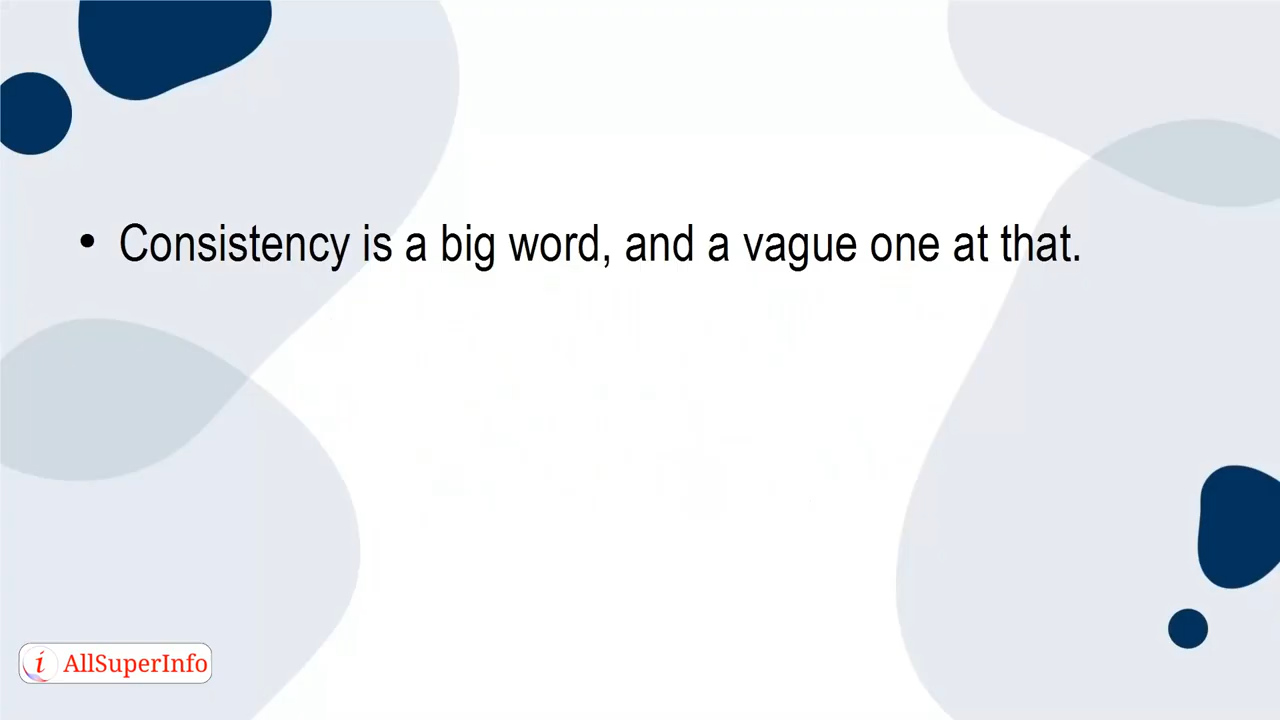 • Consistency is a big word, and a vague one at that.
i AllSuperInfo